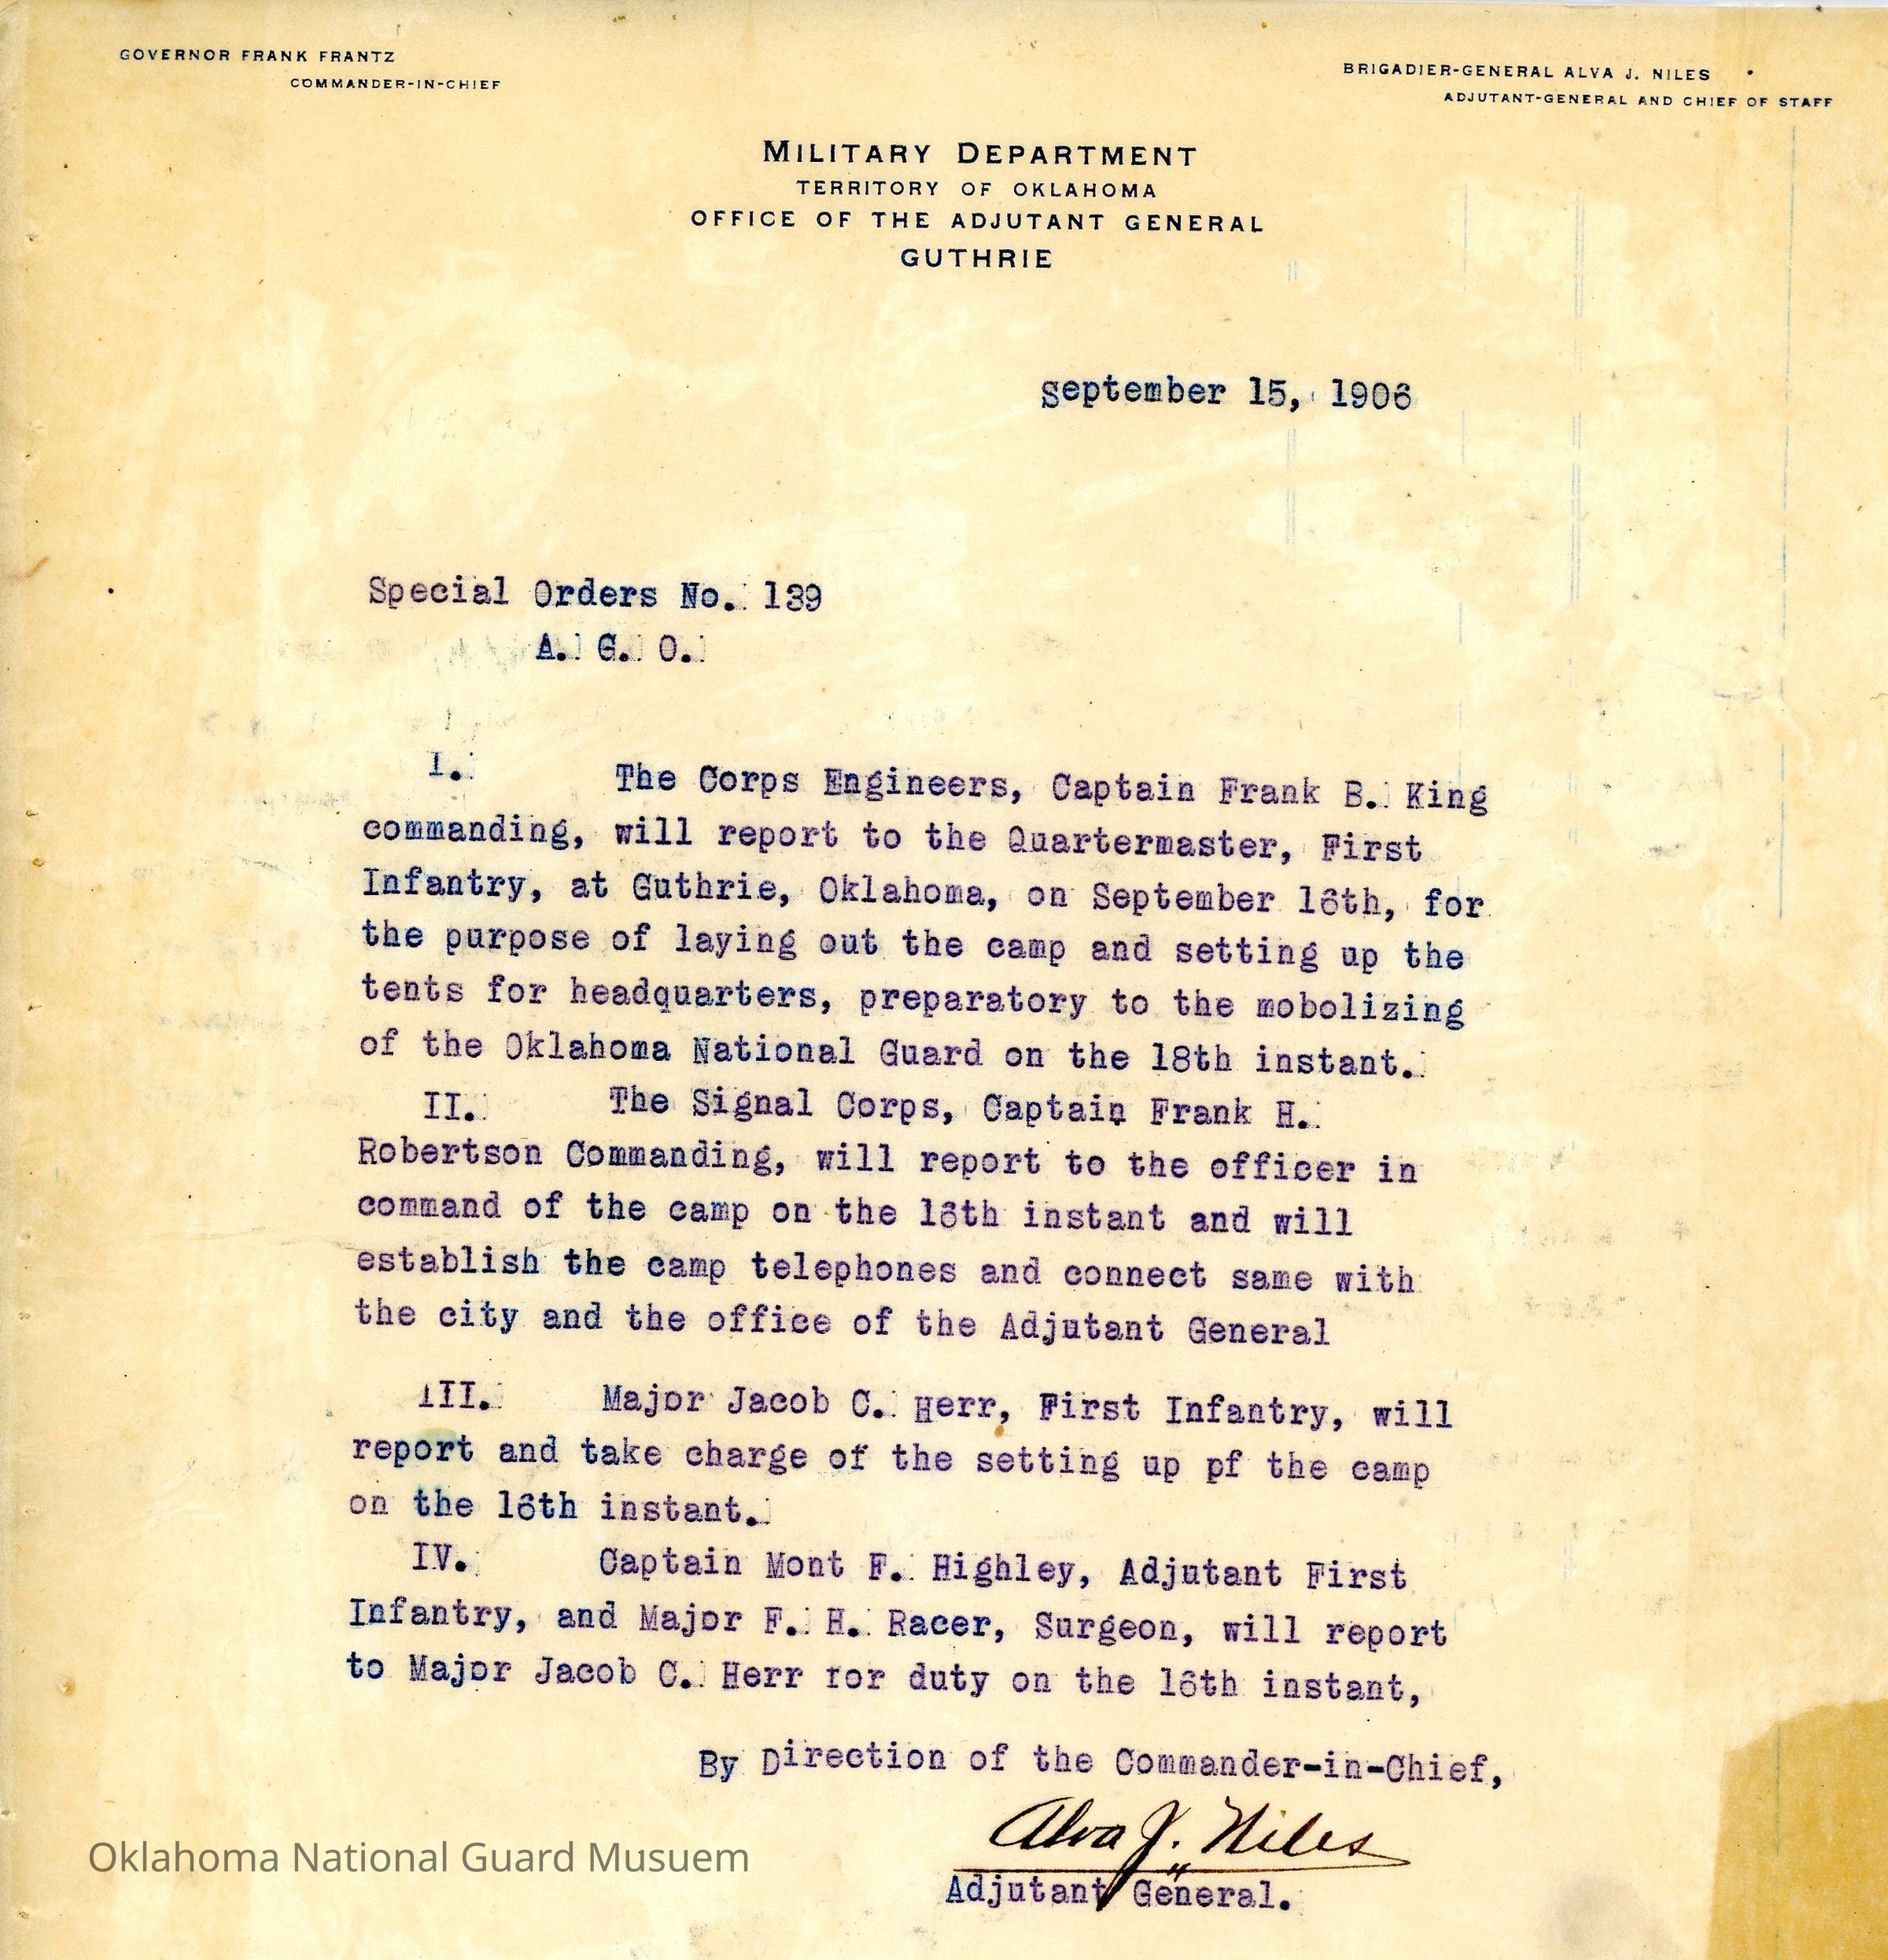 GOVERNOR FRANK FRANTZ
COMMANDER-IN-CHIEF
BRIGADIER-GENERAL ALVA J. NILES
ADJUTANT-GENERAL AND CHIEF OF STAFF
MILITARY DEPARTMENT
TERRITORY OF OKLAHOMA
OFFICE OF THE ADJUTANT GENERAL
GUTHRIE
September 15, 1906
Special Orders No. 139
A. G. O.
I. The Corps Engineers, Captain Frank B. King
commanding, will report to the Quartermaster, First
Infantry, at Guthrie, Oklahoma, on September 16th, for
the purpose of laying out the camp and setting up the
tents for headquarters, preparatory to the mobolizing
of the Oklahoma National Guard on the 18th instant.
II. The Signal Corps, Captain Frank H.
Robertson Commanding, will report to the officer in
command of the camp on the 16th instant and will
establish the camp telephones and connect same with
the city and the office of the Adjutant General
III. Major Jacob C. Herr, First Infantry, will
report and take charge of the setting up pf the camp
on the 16th instant.
IV. Captain Mont F. Highley, Adjutant First
Infantry, and Major F. H. Racer, Surgeon, will report
to Major Jacob C. Herr for duty on the 16th instant,
By Direction of the Commander-in-Chief,
Alva J. Niles
Adjutant General.
Oklahoma National Guard Musuem